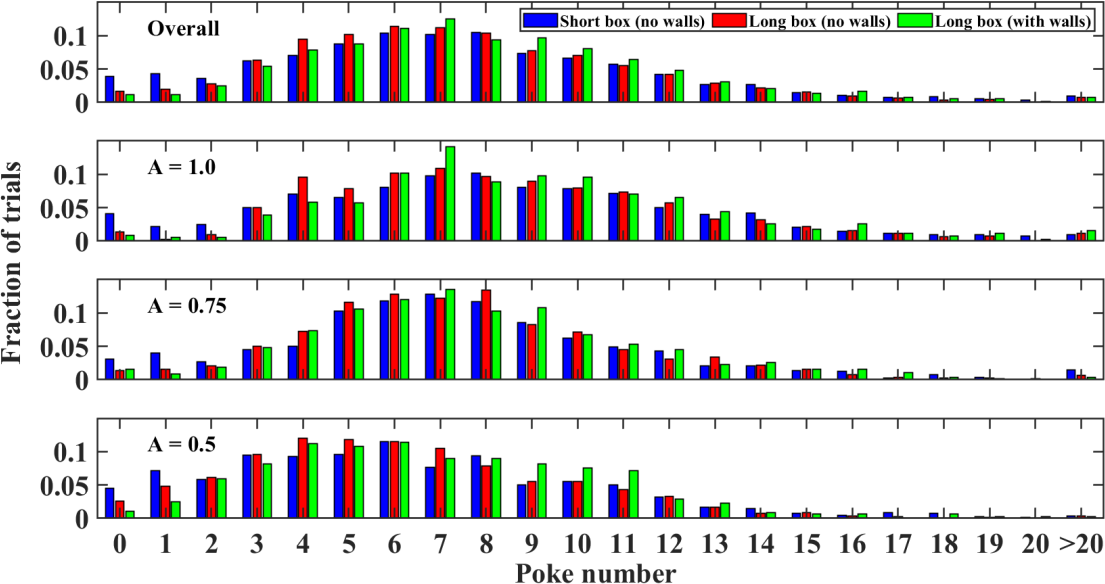 Overall
Short box (no walls) Long box (no walls) Long box (with walls)
0.1
0.05
0
A = 1.0
0.1
0.05
0
A = 0.75
0.1
0.05
0
A = 0.5
0.1
0.05
0
Fraction of trials
0 1 2 3 4 5 6 7 8 9 10 11 12 13 14 15 16 17 18 19 20 >20
Poke number